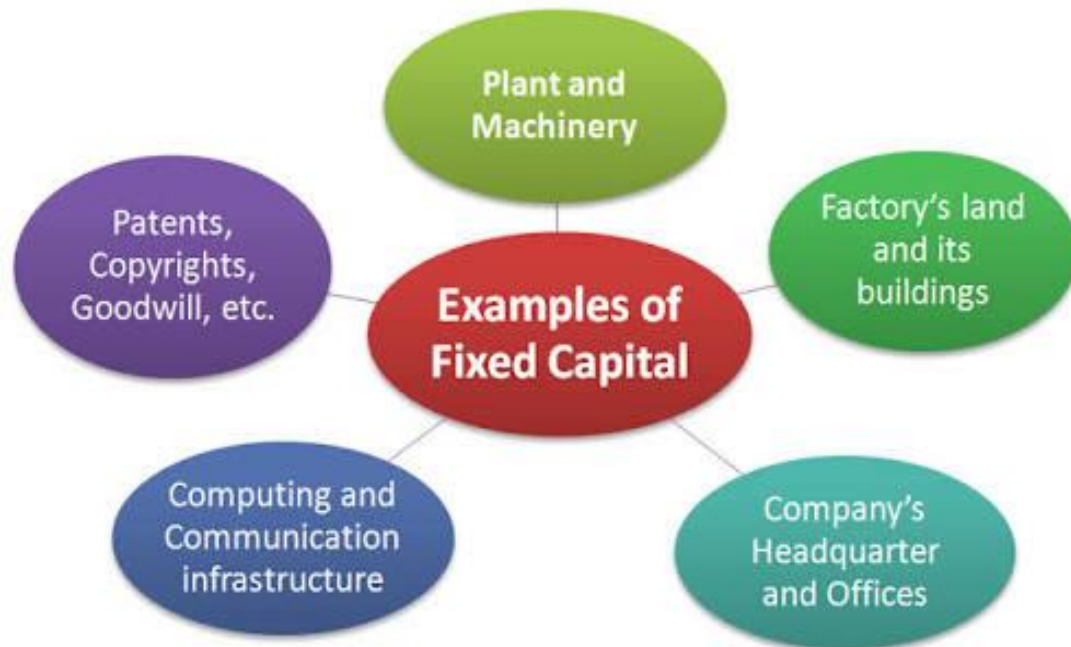 Plant and
Machinery
Factory's land
and its
buildings
Patents,
Copyrights,
Goodwill, etc.
Examples of
Fixed Capital
Computing and
Communication
infrastructure
Company's
Headquarter
and Offices